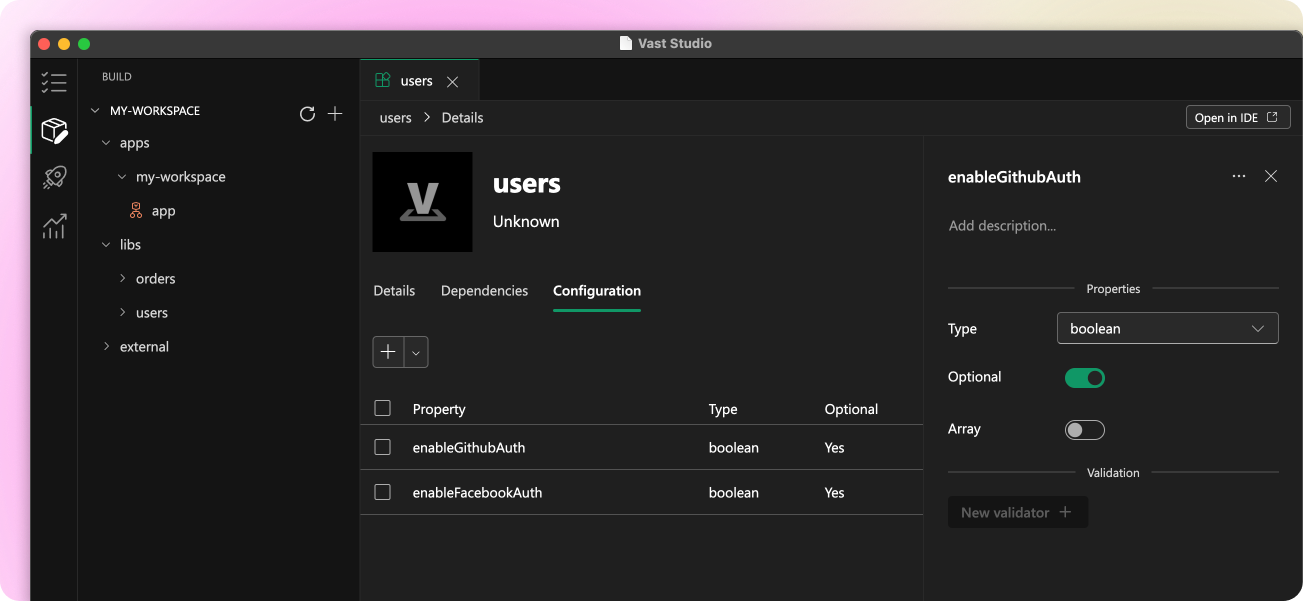 Vast Studio
BUILD
MY-WORKSPACE
apps
my-workspace
app
libs
orders
users
external
users
users > Details
Open in IDE
V
users
Unknown
Details Dependencies Configuration
Property Type Optional
enableGithubAuth boolean Yes
enableFacebookAuth boolean Yes
enableGithubAuth
Add description...
Properties
Type boolean
Optional
Array
Validation
New validator +